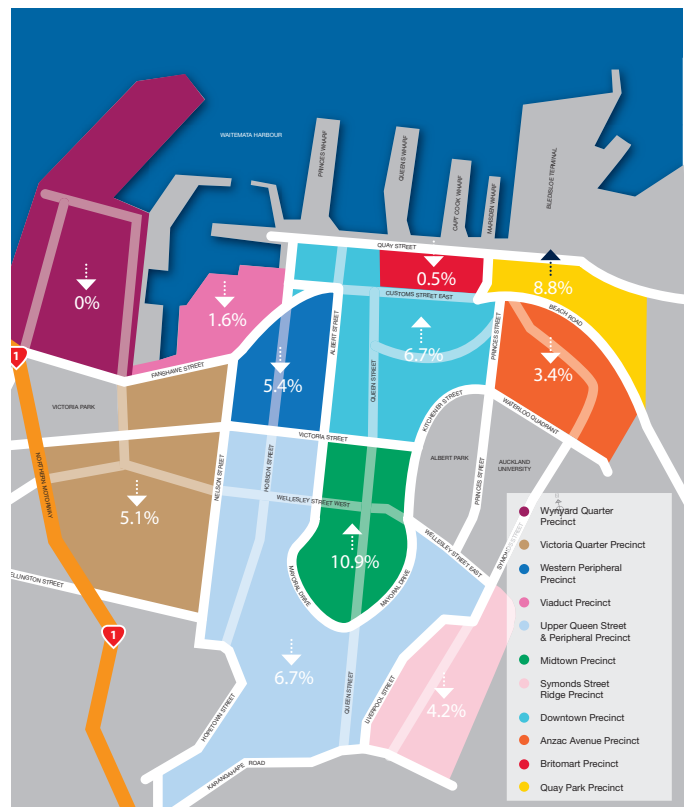 WAITEMATA HARBOUR
PRINCES WHARF
QUEENS WHARF
CAPT COOK WHARF
MARSDEN WHARF
BLEDISLOE TERMINAL
QUAY STREET
0%
1.6%
0.5%
8.8%
CUSTOMS STREET EAST
BEACH ROAD
ALBERT STREET
QUEEN STREET
PRINCES STREET
6.7%
5.4%
3.4%
1
FANSHAWE STREET
VICTORIA PARK
KITCHENER STREET
WATERLOO QUADRANT
VICTORIA STREET
NORTHERN MOTORWAY
NELSON STREET
HOBSON STREET
ALBERT PARK
PRINCES STREET
AUCKLAND
UNIVERSITY
WELLESLEY STREET WEST
WELLESLEY STREET EAST
SYMONDS STREET
5.1%
10.9%
ELLINGTON STREET
MAYORAL DRIVE
MAYORAL DRIVE
1
6.7%
4.2%
HOPETOWN STREET
QUEEN STREET
LIVERPOOL STREET
KARANGAHAPE ROAD
Wynyard Quarter
Precinct
Victoria Quarter Precinct
Western Peripheral
Precinct
Viaduct Precinct
Upper Queen Street
& Peripheral Precinct
Midtown Precinct
Symonds Street
Ridge Precinct
Downtown Precinct
Anzac Avenue Precinct
Britomart Precinct
Quay Park Precinct